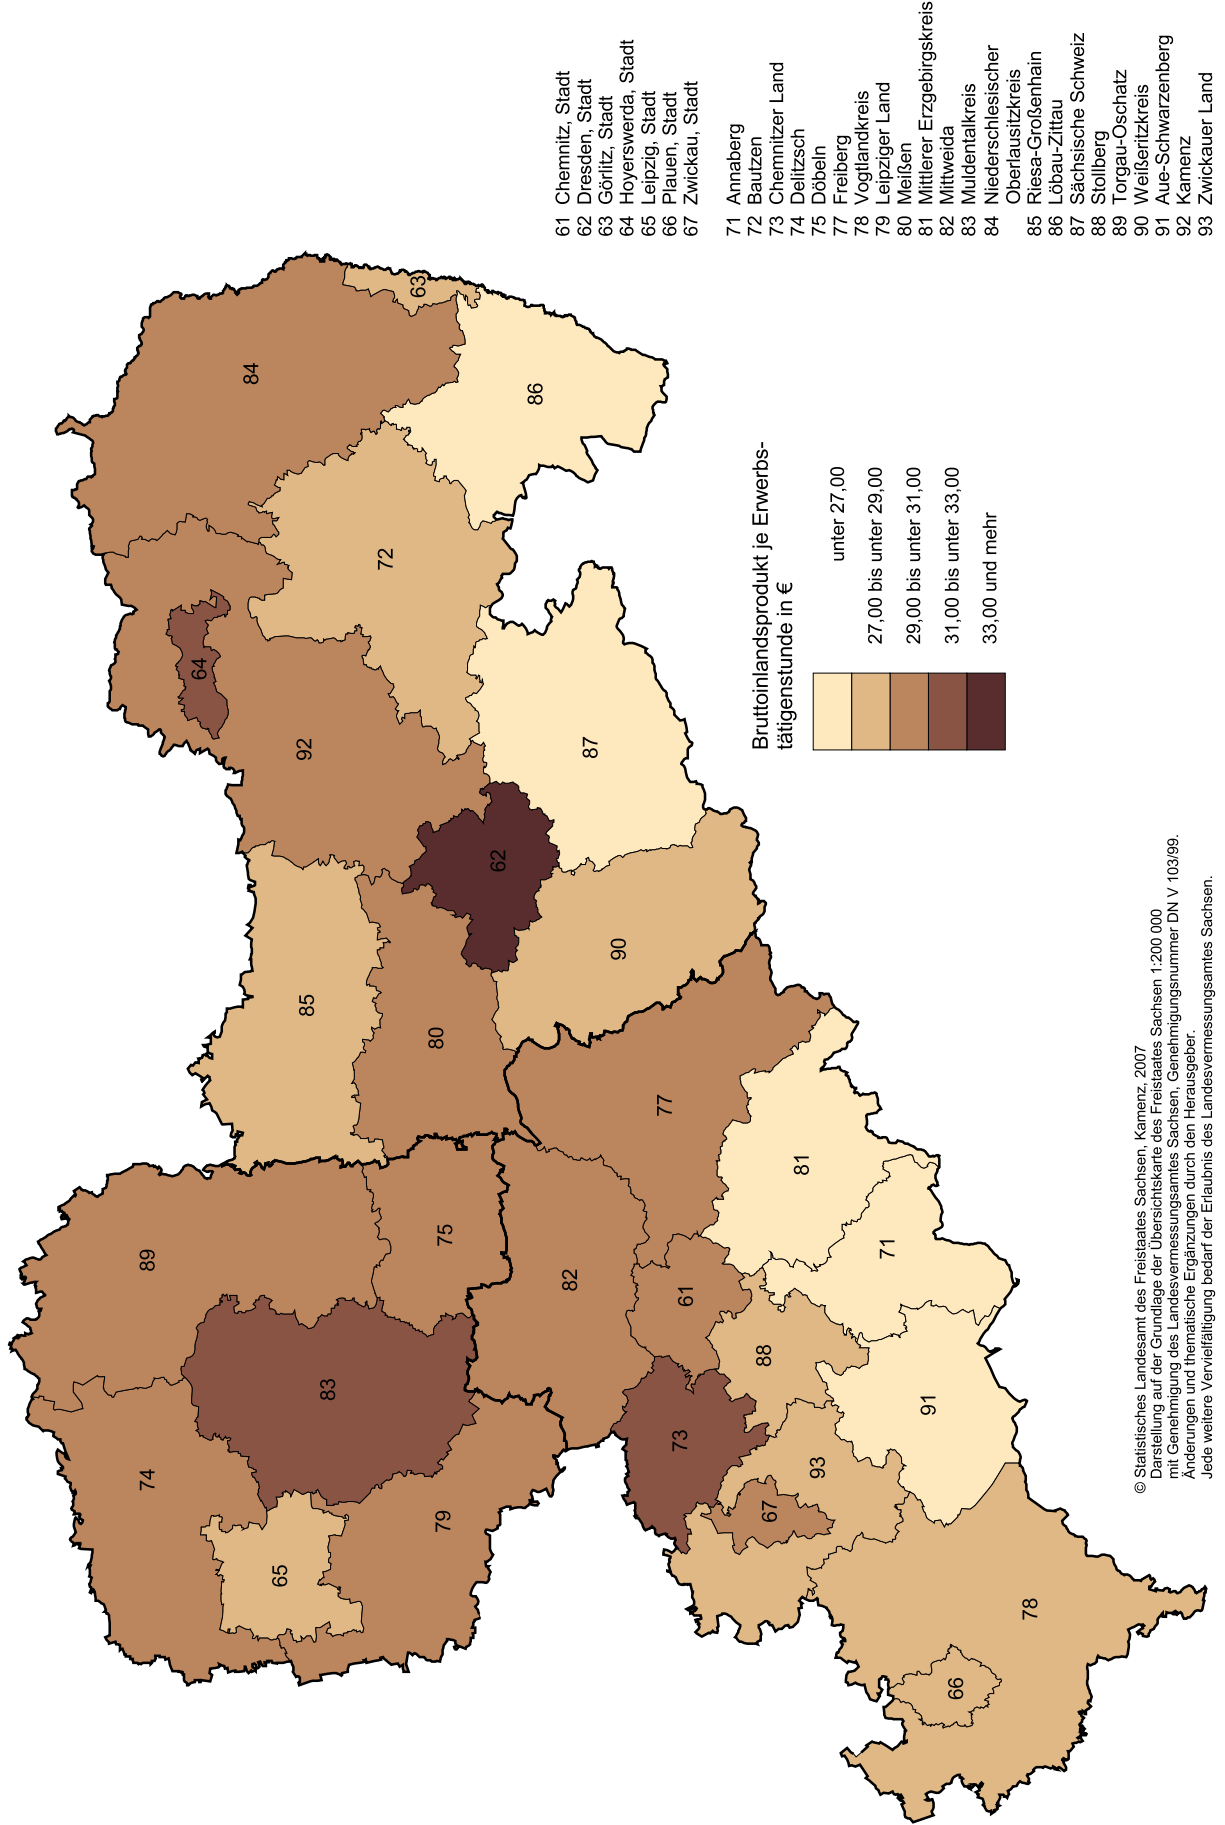 84
63
86
72
64
92
87
62
90
85
80
77
81
71
89
75
82
61
88
83
73
91
93
74
67
79
65
78
66
61 Chemnitz, Stadt
62 Dresden, Stadt
63 Görlitz, Stadt
64 Hoyerswerda, Stadt
65 Leipzig, Stadt
66 Plauen, Stadt
67 Zwickau, Stadt
71 Annaberg
72 Bautzen
73 Chemnitzer Land
74 Delitzsch
75 Döbeln
77 Freiberg
78 Vogtlandkreis
79 Leipziger Land
80 Meißen
81 Mittlerer Erzgebirgskreis
82 Mittweida
83 Muldentalkreis
84 Niederschlesischer
Oberlausitzkreis
85 Riesa-Großenhain
86 Löbau-Zittau
87 Sächsische Schweiz
88 Stollberg
89 Torgau-Oschatz
90 Weißeritzkreis
91 Aue-Schwarzenberg
92 Kamenz
93 Zwickauer Land
Bruttoinlandsprodukt je Erwerbs-
tätigenstunde in €
unter 27,00
27,00 bis unter 29,00
29,00 bis unter 31,00
31,00 bis unter 33,00
33,00 und mehr
© Statistisches Landesamt des Freistaates Sachsen, Kamenz, 2007
Darstellung auf der Grundlage der Übersichtskarte des Freistaates Sachsen 1:200 000
mit Genehmigung des Landesvermessungsamtes Sachsen, Genehmigungsnummer DN V 103/99.
Änderungen und thematische Ergänzungen durch den Herausgeber.
Jede weitere Vervielfältigung bedarf der Erlaubnis des Landesvermessungsamtes Sachsen.